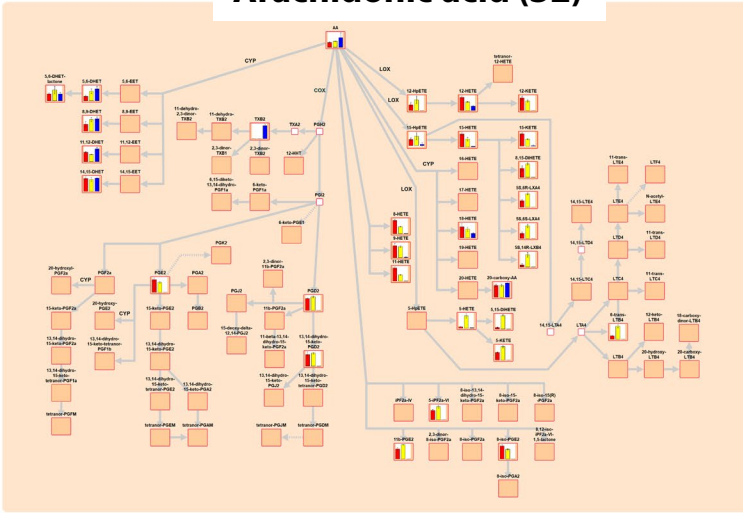 Arachidonic acid (S2)
AA
CYP
COX
LOX
LOX
CYP
LOX
5,6-DHET-
lactone
5,6-DHET
5,6-EET
8,9-DHET
8,9-EET
11,12-DHET
11,12-EET
14,15-DHET
14,15-EET
11-dehydro-
2,3-dinor-
TXB2
11-dehydro-
TXB2
TXB2
TXA2
PGH2
2,3-dinor-
TXB1
2,3-dinor-
TXB2
12-HHT
8,15-diketo-
13,14-dihydro-
PGF1a
6-keto-
PGF1a
PGI2
6-keto-PGE1
PGK2
20-hydroxyl-
PGF2a
CYP
PGF2a
PGE2
PGA2
15-keto-PGF2a
20-hydroxy-
PGE2
CYP
15-keto-PGE2
PGB2
13,14-dihydro-
15-keto-PGF2a
13,14-dihydro-
15-keto-tetranor-
PGF1b
13,14-dihydro-
15-keto-PGE2
13,14-dihydro-
15-keto-
tetranor-PGF1a
13,14-dihydro-
15-keto-
tetranor-PGE2
13,14-dihydro-
15-keto-PGA2
tetranor-PGFM
tetranor-PGEM
tetranor-PGAM
2,3-dinor-
11b-PGF2a
PGJ2
11b-PGF2a
PGD2
15-deoxy-delta-
12,14-PGJ2
11-keto-13,14-
dihydro-15-
keto-PGF2a
13,14-dihydro-
15-keto-
PGD2
13,14-dihydro-
15-keto-
PGJ2
13,14-dihydro-
15-keto-
tetranor-PGD2
tetranor-PGJM
tetranor-PGDM
tetranor-
12-HETE
12-HpETE
12-HETE
12-KETE
15-HpETE
15-HETE
15-KETE
8,15-DiHETE
16-HETE
17-HETE
18-HETE
19-HETE
20-HETE
20-carboxy-AA
5S,6R-LXA4
5S,6S-LXA4
5S,14R-LXB4
8-HETE
9-HETE
11-HETE
5-HpETE
5-HETE
5,15-DiHETE
5-KETE
14,15-LTE4
14,15-LTD4
14,15-LTC4
14,15-LTA4
LTA4
11-trans-
LTE4
LTF4
LTE4
N-acetyl-
LTE4
LTD4
11-trans-
LTD4
LTC4
11-trans-
LTC4
6-trans-
LTB4
12-keto-
LTB4
18-carboxy-
dinor-LTB4
LTB4
20-hydroxy-
LTB4
20-carboxy-
LTB4
iPF2a-IV
5-iPF2a-VI
8-iso-13,14-
dihydro-15-
keto-PGF2a
8-iso-15-
keto-PGF2a
8-iso-15(R)
-PGF2a
11b-PGE2
2,3-dinor-
8-iso-PGF2a
8-iso-PGF2a
8-iso-PGE2
8,12-iso-
iPF2a-VI-
1,5-lactone
8-iso-PGA2